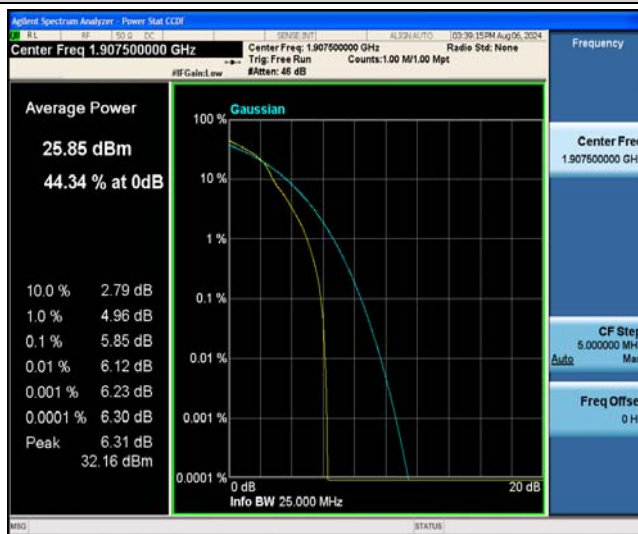 Agilent Spectrum Analyzer - Power Stat CCDF
RL RF 50 Ω DC SENSE:INT ALIGN AUTO 03:39:15 PM Aug 06, 2024
Center Freq 1.907500000 GHz
Center Freq: 1.907500000 GHz Radio Std: None
Trig: Free Run Counts:1.00 M/1.00 Mpt
#IFGain:Low #Atten: 46 dB
Average Power
25.85 dBm
44.34 % at 0dB
10.0 % 2.79 dB
1.0 % 4.96 dB
0.1 % 5.85 dB
0.01 % 6.12 dB
0.001 % 6.23 dB
0.0001 % 6.30 dB
Peak 6.31 dB
32.16 dBm
Gaussian
100 %
10 %
1 %
0.1 %
0.01 %
0.001 %
0.0001 %
0 dB 20 dB
Info BW 25.000 MHz
Frequency
Center Fre
1.907500000 GH
CF Step
5.000000 MH
Auto Ma
Freq Offse
0 H
MSG STATUS